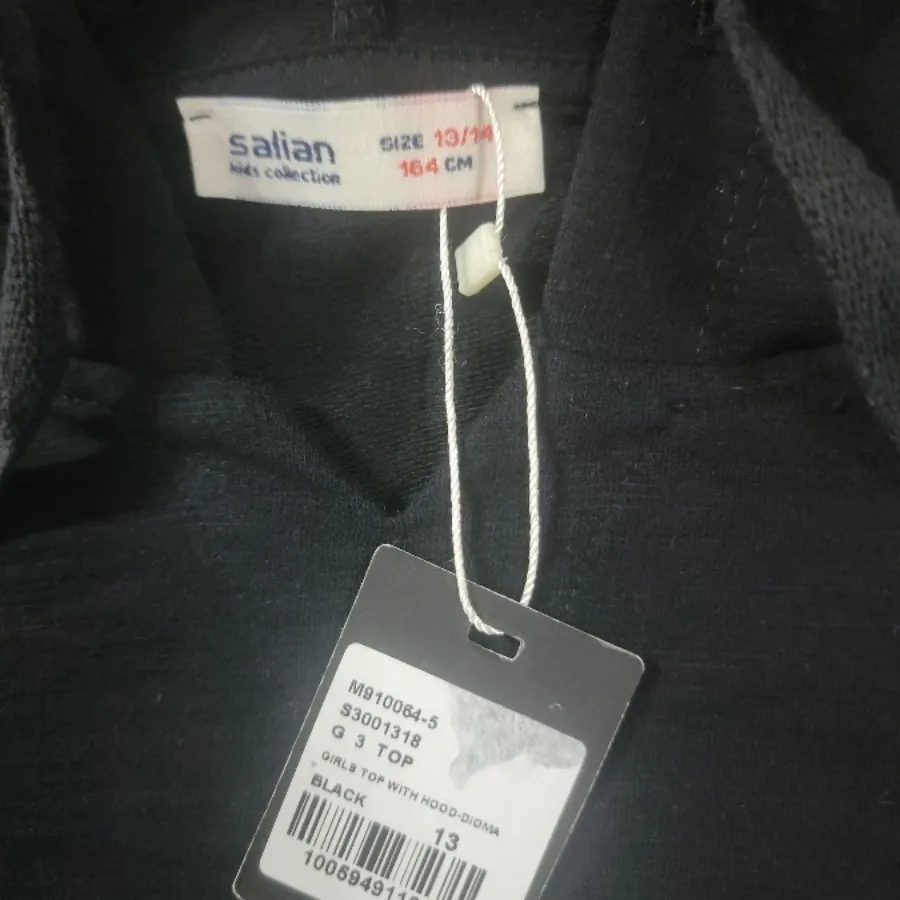 salian
kids collection
SIZE 13/14
164 CM
M910064-5
S3001318
G 3 TOP
GIRLS TOP WITH HOOD-DIOMA
BLACK
13